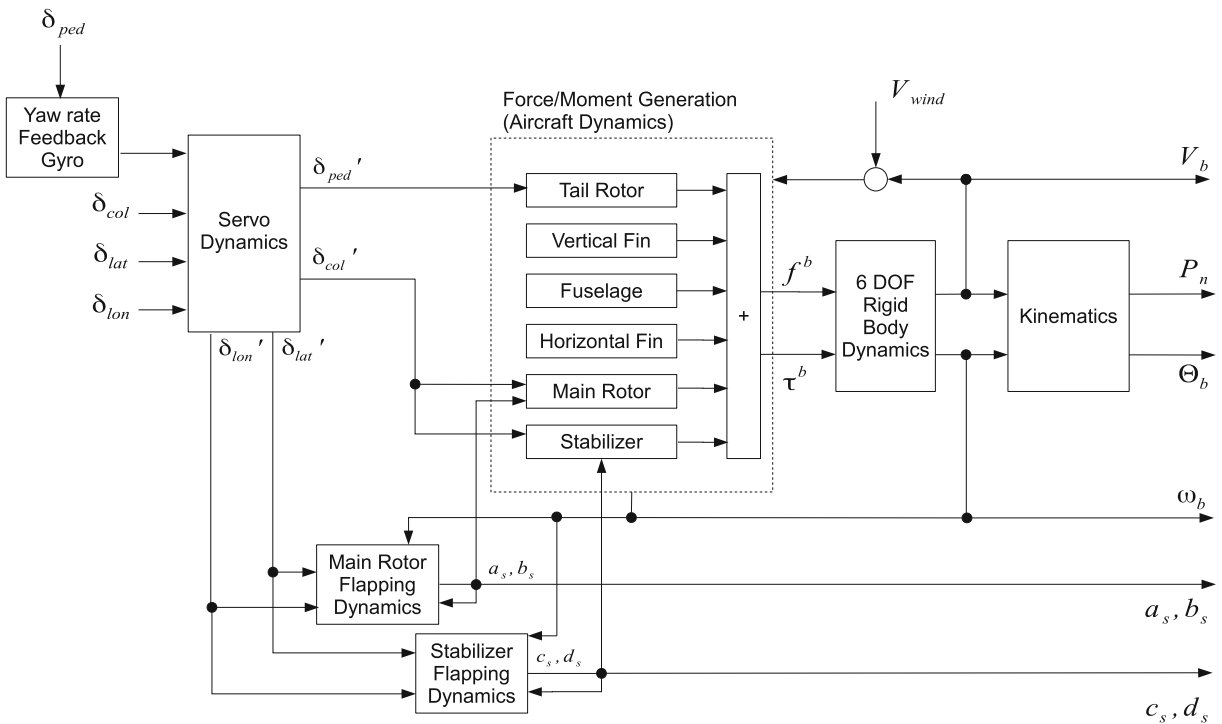 δ_ped
Yaw rate
Feedback
Gyro
δ_col
δ_lat
δ_lon
Servo
Dynamics
δ_ped ′
δ_col ′
δ_lon ′
δ_lat ′
Force/Moment Generation
(Aircraft Dynamics)
Tail Rotor
Vertical Fin
Fuselage
Horizontal Fin
Main Rotor
Stabilizer
+
V_wind
f^b
τ^b
6 DOF
Rigid
Body
Dynamics
Kinematics
V_b
P_n
Θ_b
ω_b
Main Rotor
Flapping
Dynamics
a_s , b_s
a_s , b_s
Stabilizer
Flapping
Dynamics
c_s , d_s
c_s , d_s